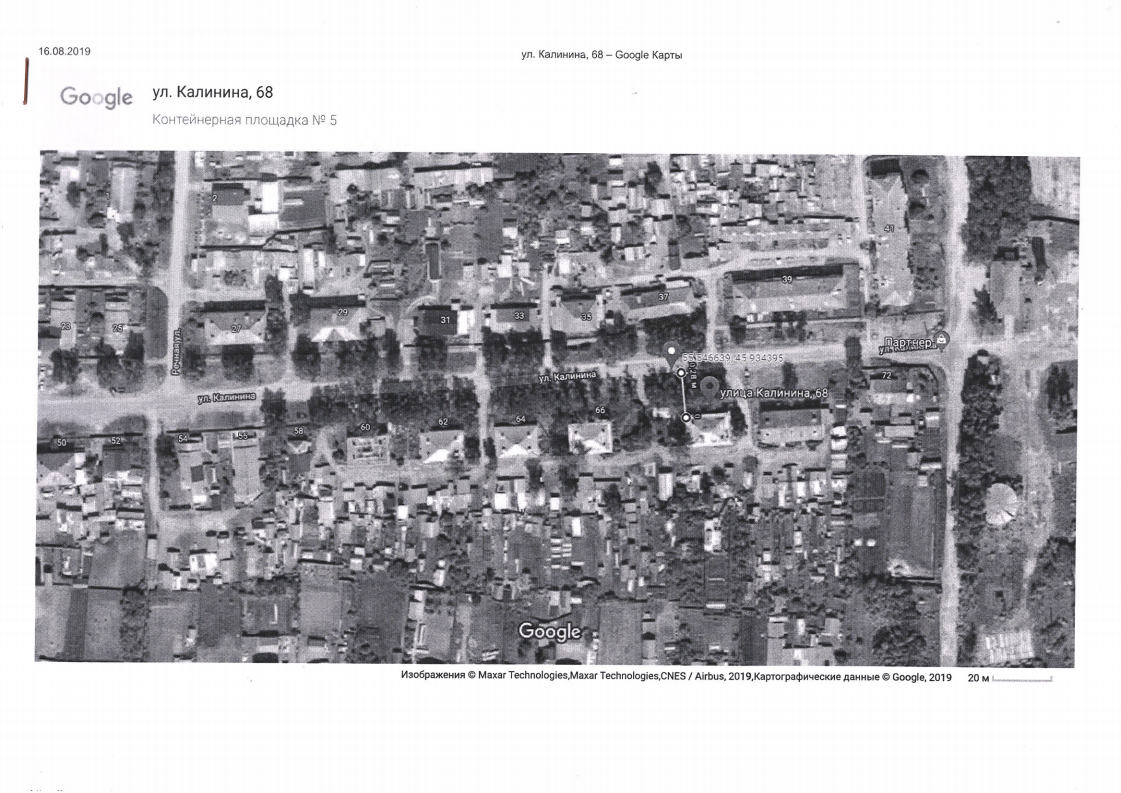 16.08.2019
ул. Калинина, 68 – Google Карты
Google
ул. Калинина, 68
Контейнерная площадка № 5
2
41
39
37
35
33
31
29
27
25
23
Речная ул.
Партнер
ул. Калинина
ул. Калинина
72
улица Калинина, 68
66
64
62
60
58
54
52
50
ул. Калинина
Google
Изображения © Maxar Technologies,Maxar Technologies,CNES / Airbus, 2019,Картографические данные © Google, 2019
20 м